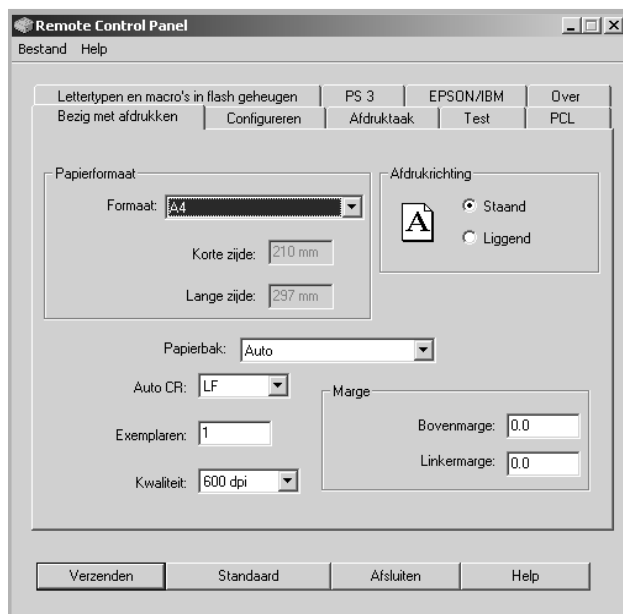 Remote Control Panel
Bestand Help
Lettertypen en macro's in flash geheugen PS 3 EPSON/IBM Over
Bezig met afdrukken Configureren Afdruktaak Test PCL
Papierformaat
Formaat: A4
Korte zijde: 210 mm
Lange zijde: 297 mm
Afdrukrichting
A
Staand
Liggend
Papierbak: Auto
Auto CR: LF
Exemplaren: 1
Kwaliteit: 600 dpi
Marge
Bovenmarge: 0.0
Linkermarge: 0.0
Verzenden Standaard Afsluiten Help